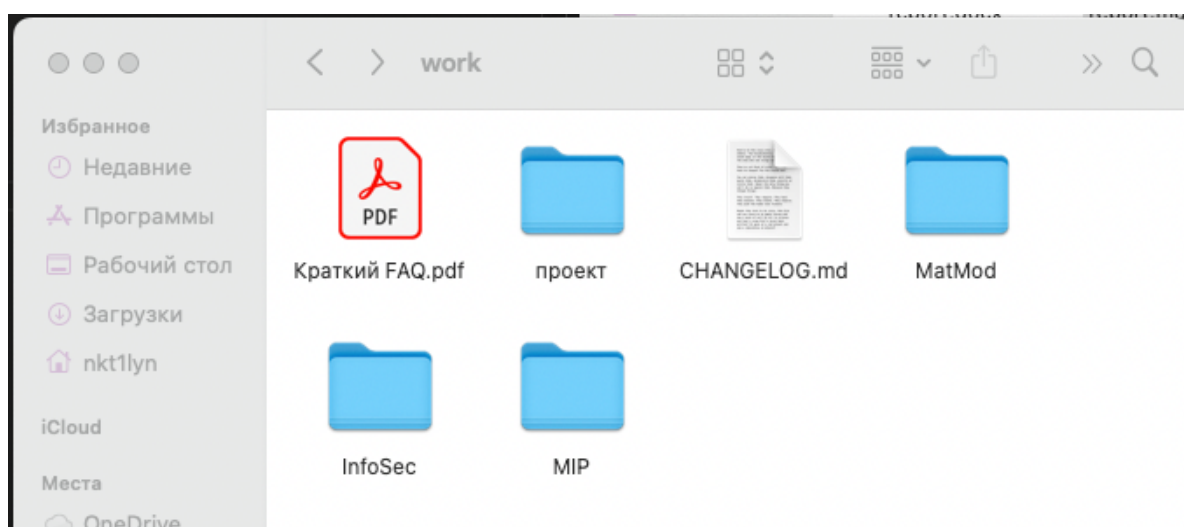 work
Избранное
Недавние
Программы
Рабочий стол
Загрузки
nkt1lyn
iCloud
Места
OneDrive
PDF
Краткий FAQ.pdf
проект
CHANGELOG.md
MatMod
InfoSec
MIP